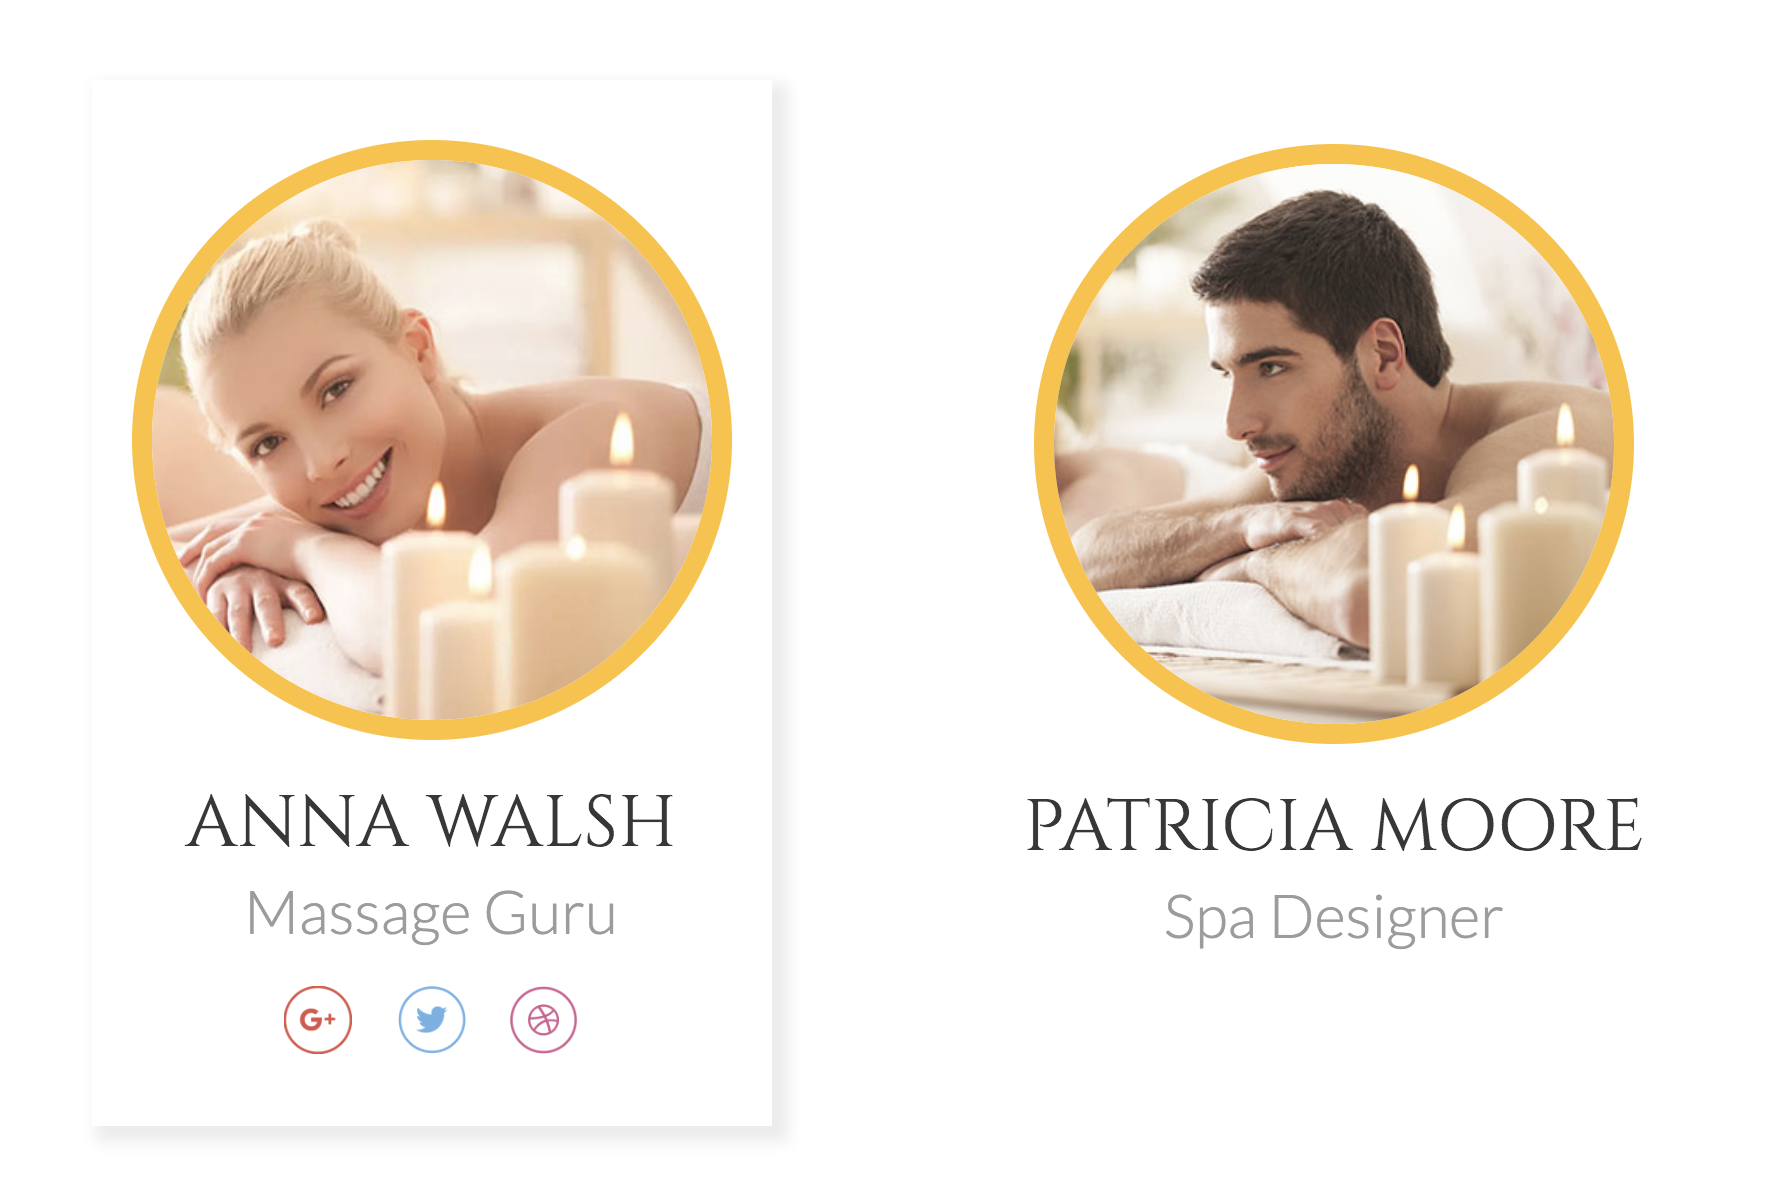 ANNA WALSH
Massage Guru
G+
PATRICIA MOORE
Spa Designer